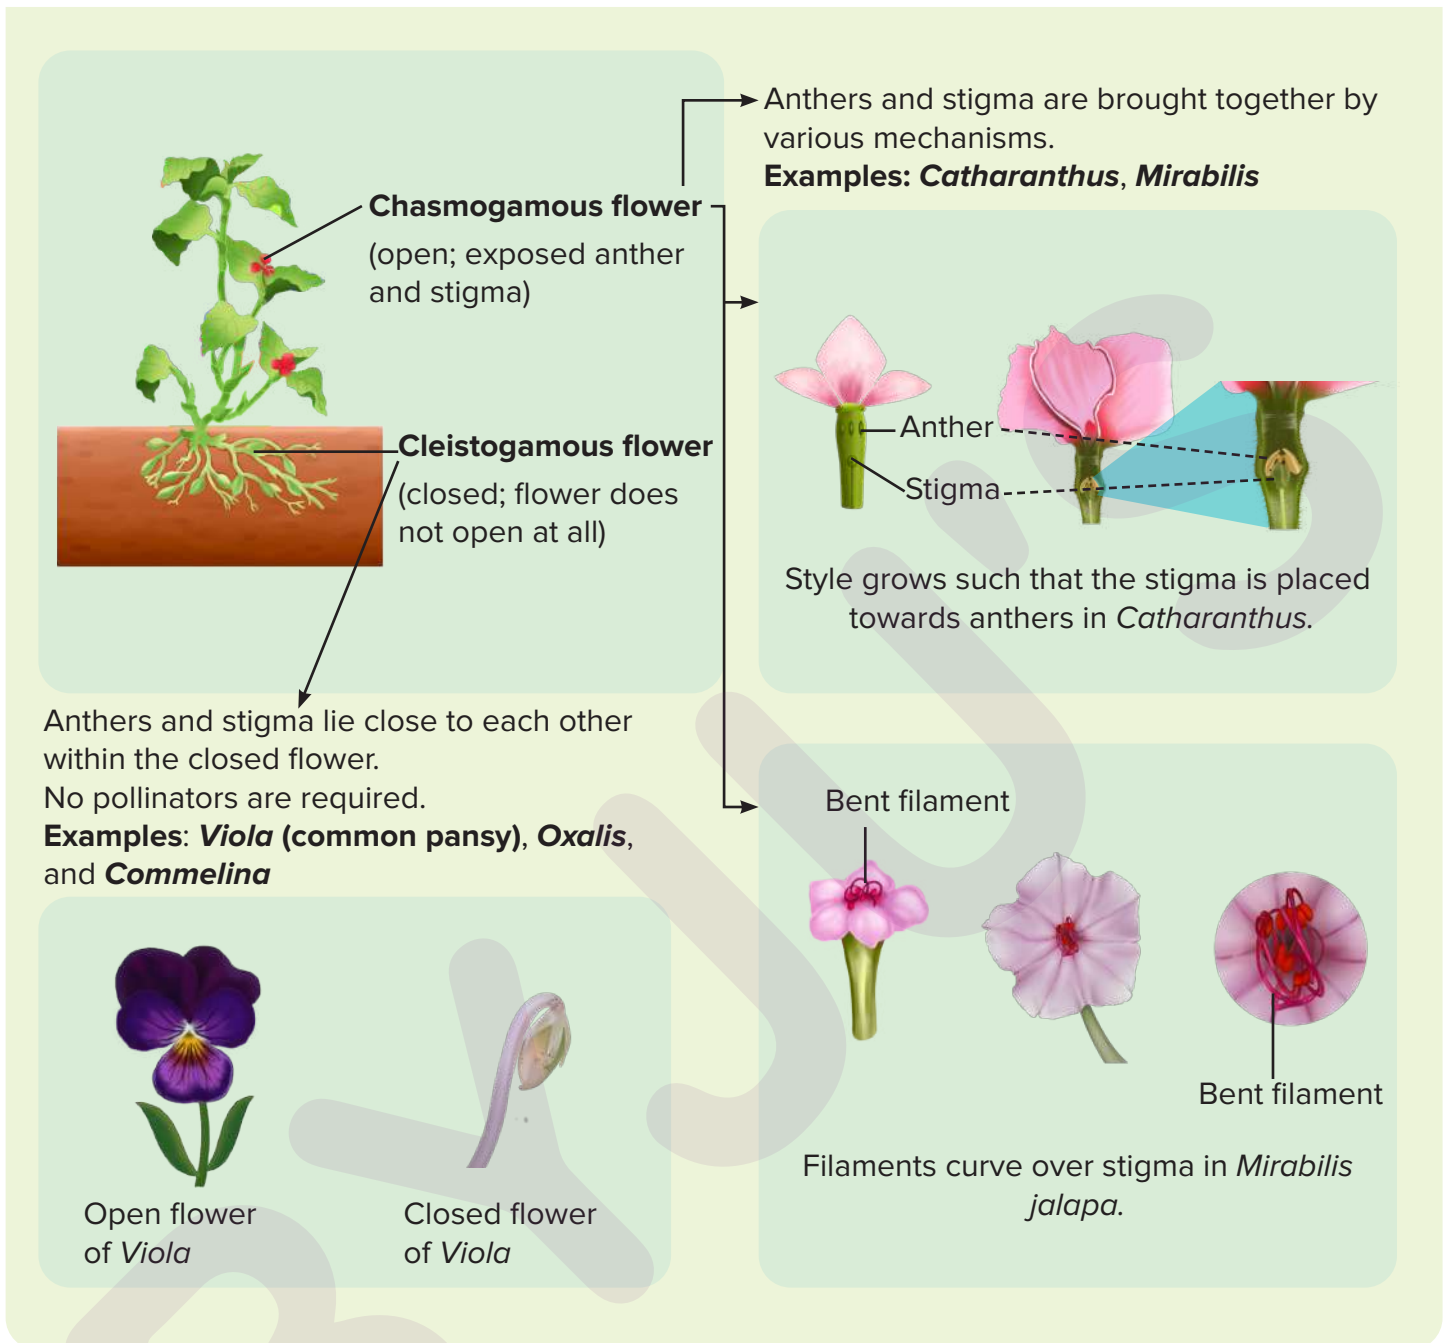 Anthers and stigma are brought together by
various mechanisms.
Examples: Catharanthus, Mirabilis
Chasmogamous flower
(open; exposed anther
and stigma)
Cleistogamous flower
(closed; flower does
not open at all)
Anther
Stigma
Style grows such that the stigma is placed
towards anthers in Catharanthus.
Anthers and stigma lie close to each other
within the closed flower.
No pollinators are required.
Examples: Viola (common pansy), Oxalis,
and Commelina
Open flower
of Viola
Closed flower
of Viola
Bent filament
Bent filament
Filaments curve over stigma in Mirabilis
jalapa.
BYJU'S